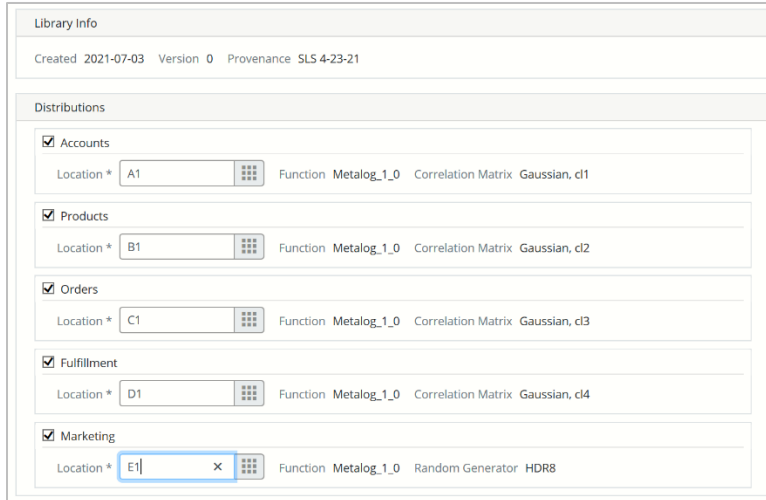 Library Info
Created 2021-07-03 Version 0 Provenance SLS 4-23-21
Distributions
Accounts
Location * A1 Function Metalog_1_0 Correlation Matrix Gaussian, cl1
Products
Location * B1 Function Metalog_1_0 Correlation Matrix Gaussian, cl2
Orders
Location * C1 Function Metalog_1_0 Correlation Matrix Gaussian, cl3
Fulfillment
Location * D1 Function Metalog_1_0 Correlation Matrix Gaussian, cl4
Marketing
Location * E1 Function Metalog_1_0 Random Generator HDR8